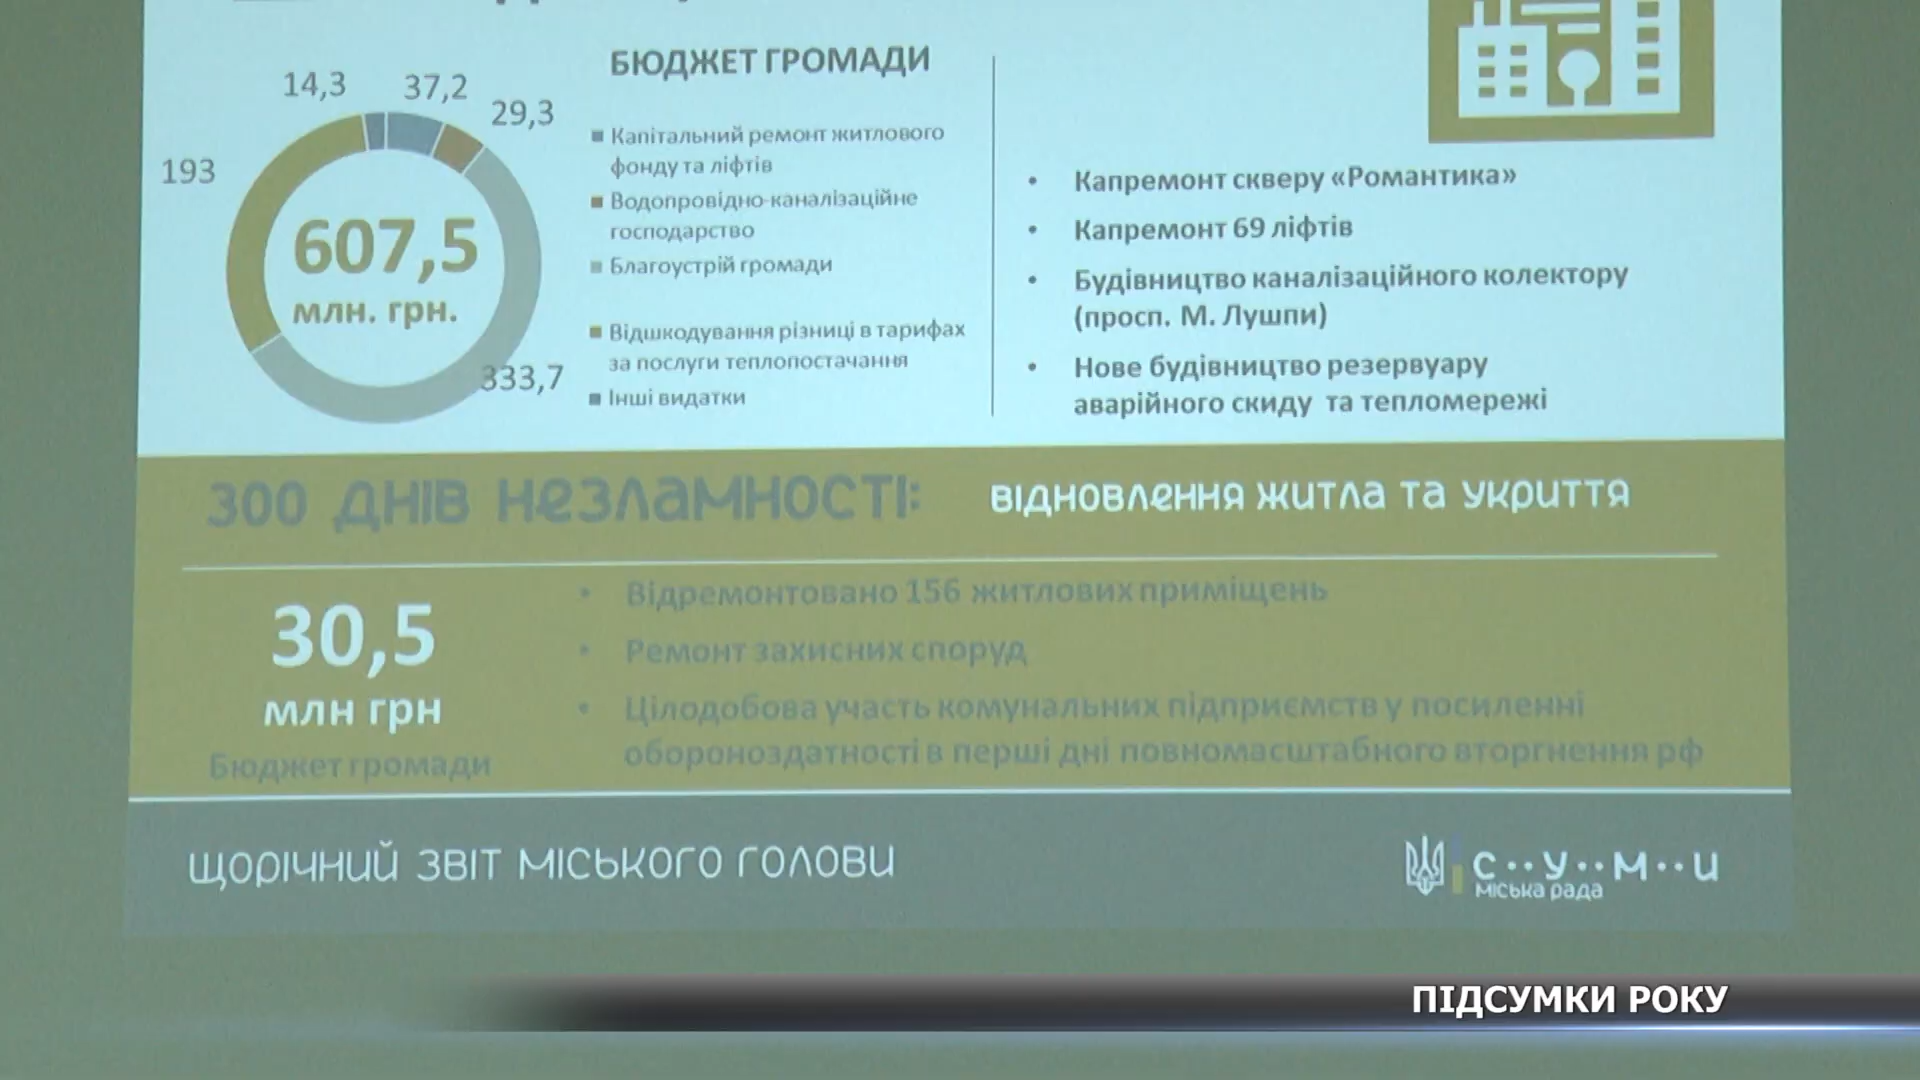 БЮДЖЕТ ГРОМАДИ
14,3
37,2
29,3
193
333,7
607,5
млн. грн.
Капітальний ремонт житлового
фонду та ліфтів
Водопровідно-каналізаційне
господарство
Благоустрій громади
Відшкодування різниці в тарифах
за послуги теплопостачання
Інші видатки
• Капремонт скверу «Романтика»
• Капремонт 69 ліфтів
• Будівництво каналізаційного колектору
(просп. М. Лушпи)
• Нове будівництво резервуару
аварійного скиду та тепломережі
300 ДНІВ НЕЗЛАМНОСТІ: ВІДНОВЛЕННЯ ЖИТЛА ТА УКРИТТЯ
30,5
млн грн
Бюджет громади
• Відремонтовано 156 житлових приміщень
• Ремонт захисних споруд
• Цілодобова участь комунальних підприємств у посиленні
обороноздатності в перші дні повномасштабного вторгнення рф
ЩОРІЧНИЙ ЗВІТ МІСЬКОГО ГОЛОВИ
С··У··М··И
МІСЬКА РАДА
ПІДСУМКИ РОКУ